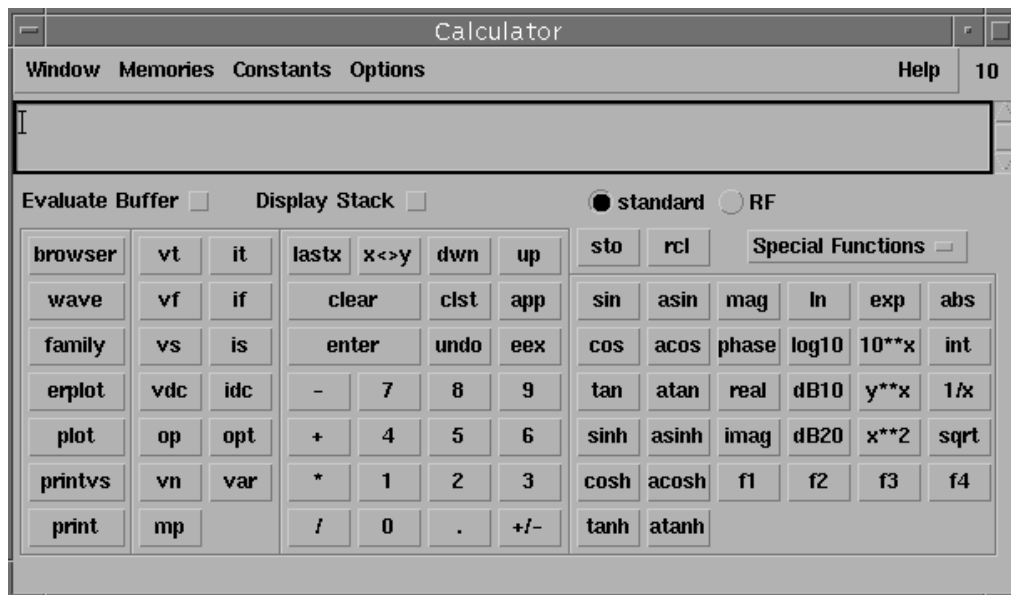 Calculator
Window Memories Constants Options Help 10
Evaluate Buffer Display Stack standard RF
browser vt it lastx x<>y dwn up sto rcl Special Functions
wave vf if clear clst app sin asin mag ln exp abs
family vs is enter undo eex cos acos phase log10 10**x int
erplot vdc idc - 7 8 9 tan atan real dB10 y**x 1/x
plot op opt + 4 5 6 sinh asinh imag dB20 x**2 sqrt
printvs vn var * 1 2 3 cosh acosh f1 f2 f3 f4
print mp / 0 . +/- tanh atanh